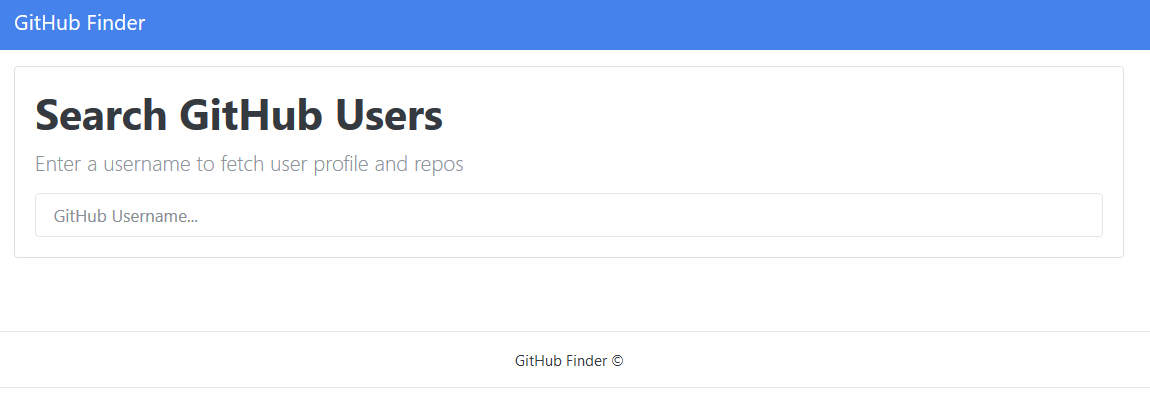 GitHub Finder
Search GitHub Users
Enter a username to fetch user profile and repos
GitHub Username...
GitHub Finder ©